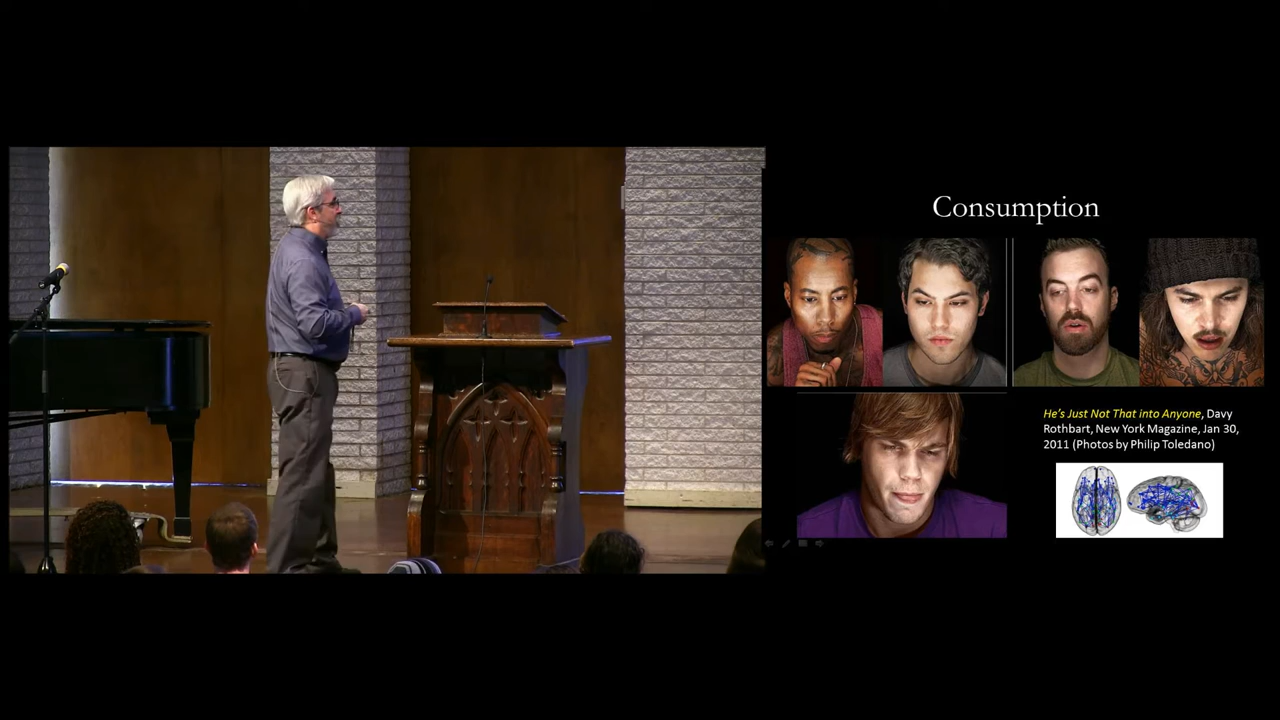 Consumption
He's Just Not That into Anyone, Davy
Rothbart, New York Magazine, Jan 30,
2011 (Photos by Philip Toledano)